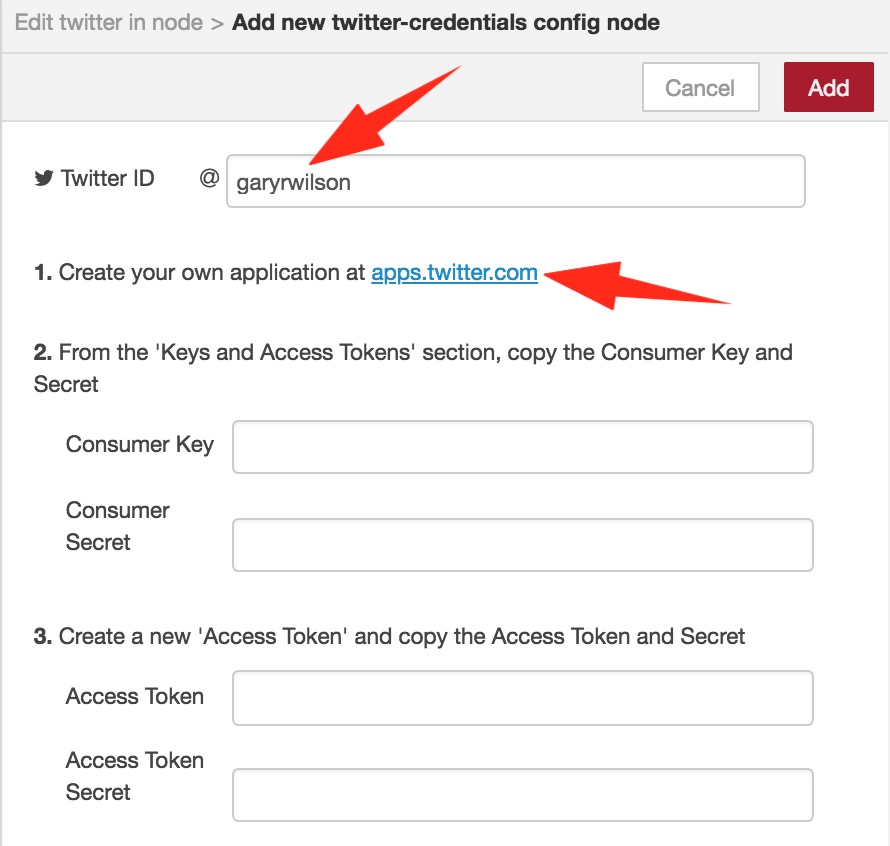 Edit twitter in node > Add new twitter-credentials config node
Cancel Add
Twitter ID @ garyrwilson
1. Create your own application at apps.twitter.com
2. From the 'Keys and Access Tokens' section, copy the Consumer Key and
Secret
Consumer Key
Consumer
Secret
3. Create a new 'Access Token' and copy the Access Token and Secret
Access Token
Access Token
Secret